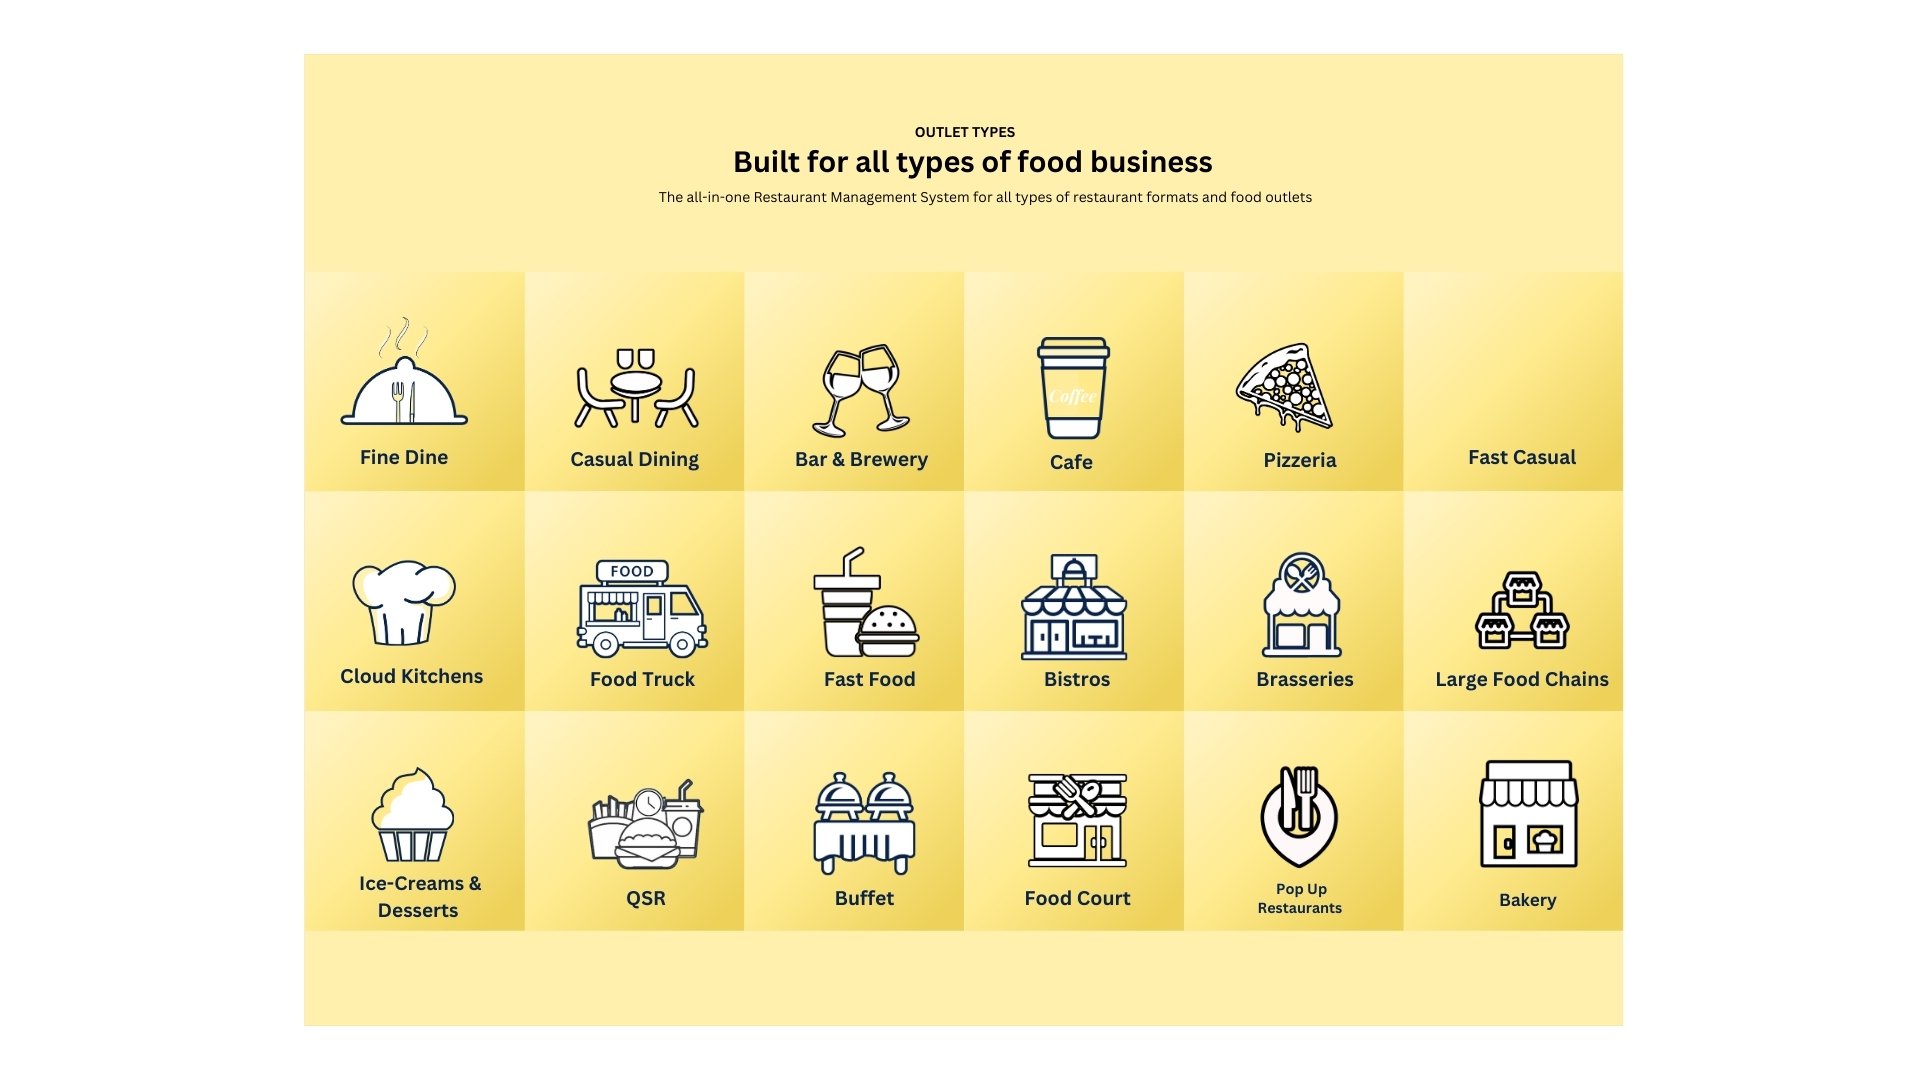 OUTLET TYPES
Built for all types of food business
The all-in-one Restaurant Management System for all types of restaurant formats and food outlets
Fine Dine
Casual Dining
Bar & Brewery
Coffee
Cafe
Pizzeria
Fast Casual
Cloud Kitchens
FOOD
Food Truck
Fast Food
Bistros
Brasseries
Large Food Chains
Ice-Creams &
Desserts
QSR
Buffet
Food Court
Pop Up
Restaurants
Bakery